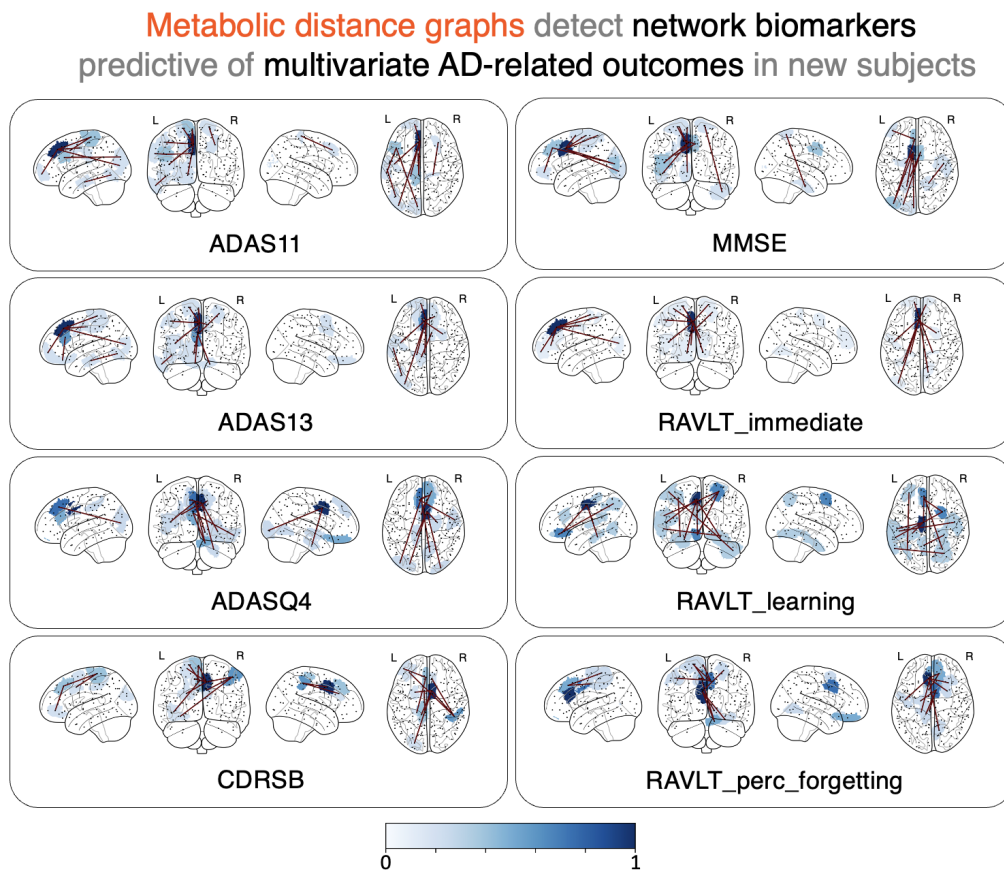 Metabolic distance graphs detect network biomarkers
predictive of multivariate AD-related outcomes in new subjects
L R L R
ADAS11
L R L R
MMSE
L R L R
ADAS13
L R L R
RAVLT_immediate
L R L R
ADASQ4
L R L R
RAVLT_learning
L R L R
CDRSB
L R L R
RAVLT_perc_forgetting
0 1